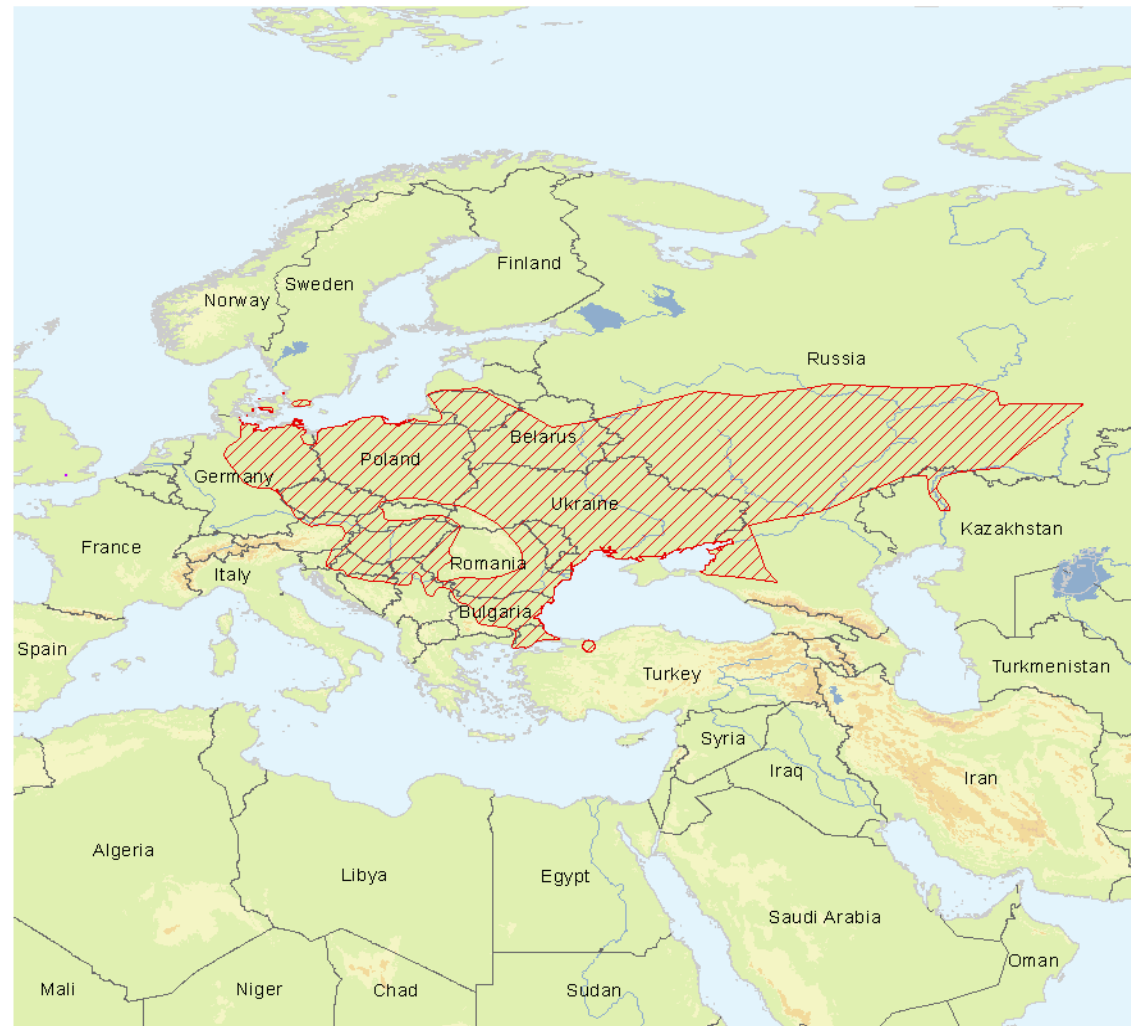 Finland
Sweden
Norway
Russia
Belarus
Poland
Germany
Ukraine
Kazakhstan
France
Romania
Italy
Bulgaria
Spain
Turkmenistan
Turkey
Syria
Iraq
Iran
Algeria
Libya
Egypt
Saudi Arabia
Oman
Mali
Niger
Chad
Sudan